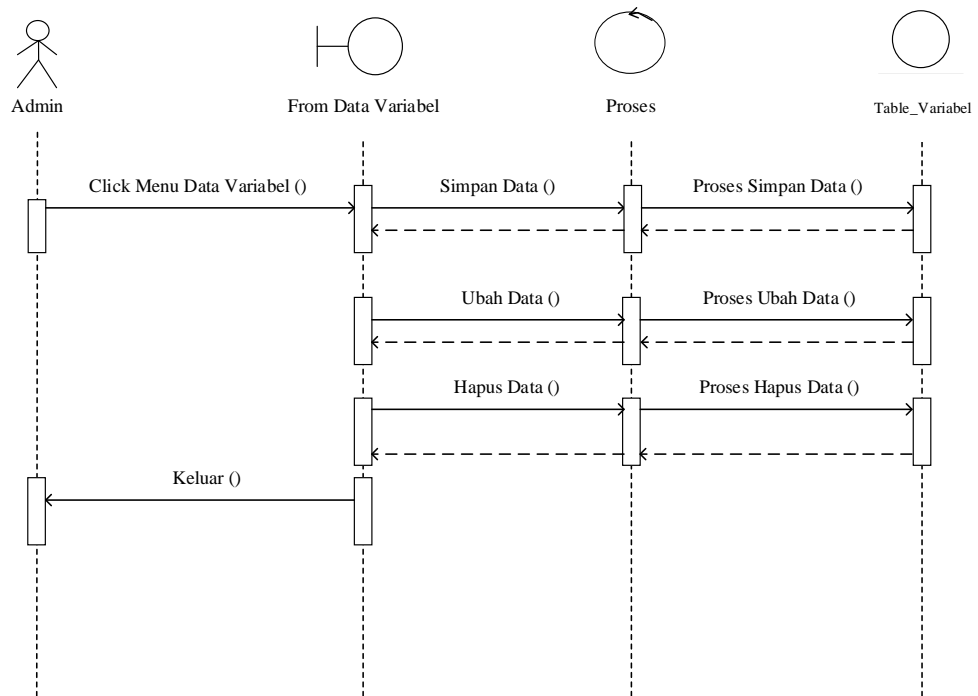 Admin
From Data Variabel
Proses
Table_Variabel
Click Menu Data Variabel ()
Simpan Data ()
Proses Simpan Data ()
Ubah Data ()
Proses Ubah Data ()
Hapus Data ()
Proses Hapus Data ()
Keluar ()